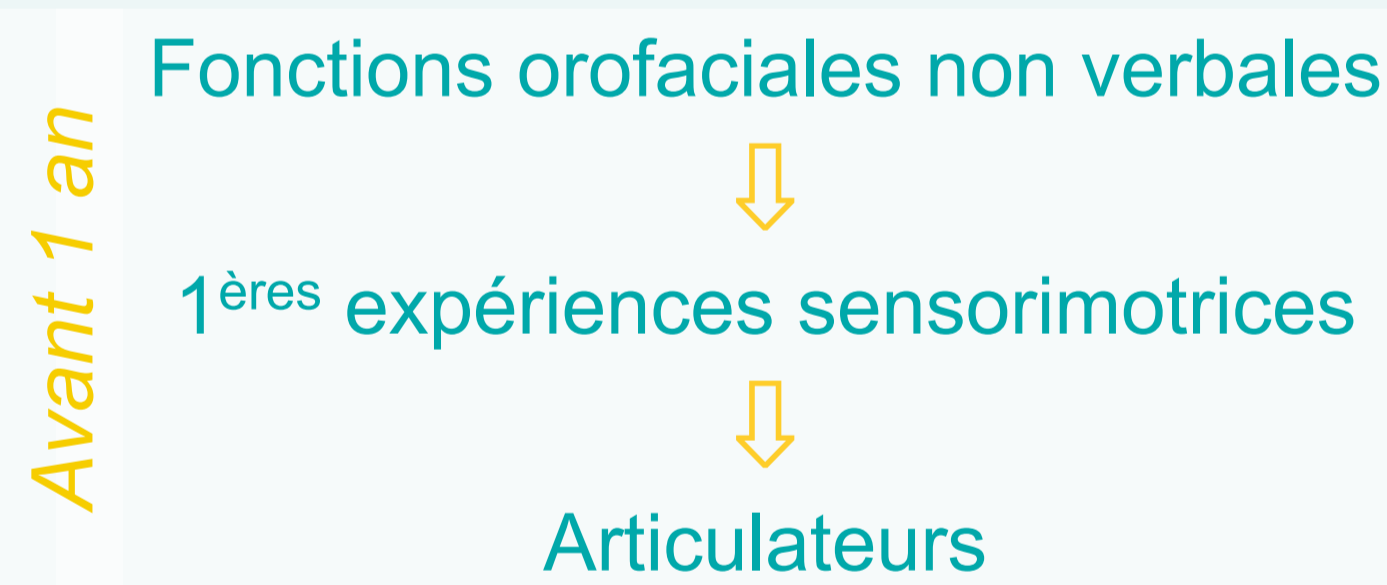 Avant 1 an
Fonctions orofaciales non verbales
1ères expériences sensorimotrices
Articulateurs